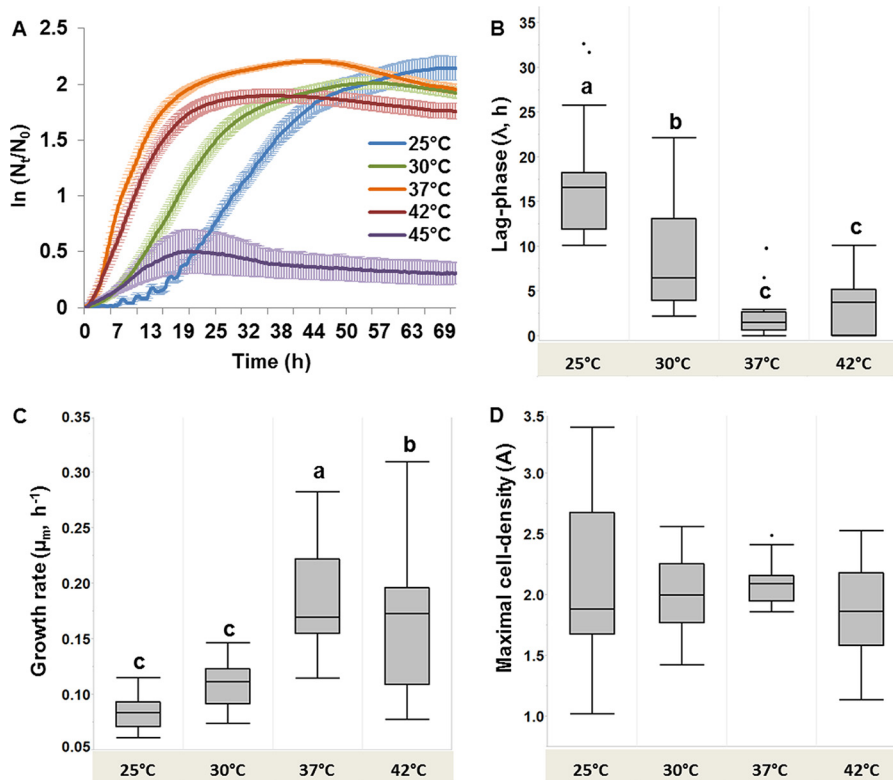 A
ln (Nt/N0)
2.5
2
1.5
1
0.5
0
0 7 13 19 25 32 38 44 50 57 63 69
Time (h)
25°C
30°C
37°C
42°C
45°C
B
Lag-phase (λ, h)
35
30
25
20
15
10
5
0
a
b
c
c
25°C 30°C 37°C 42°C
C
Growth rate (μm, h-1)
0.35
0.30
0.25
0.20
0.15
0.10
0.05
c
c
a
b
25°C 30°C 37°C 42°C
D
Maximal cell-density (A)
3.5
3.0
2.5
2.0
1.5
1.0
25°C 30°C 37°C 42°C